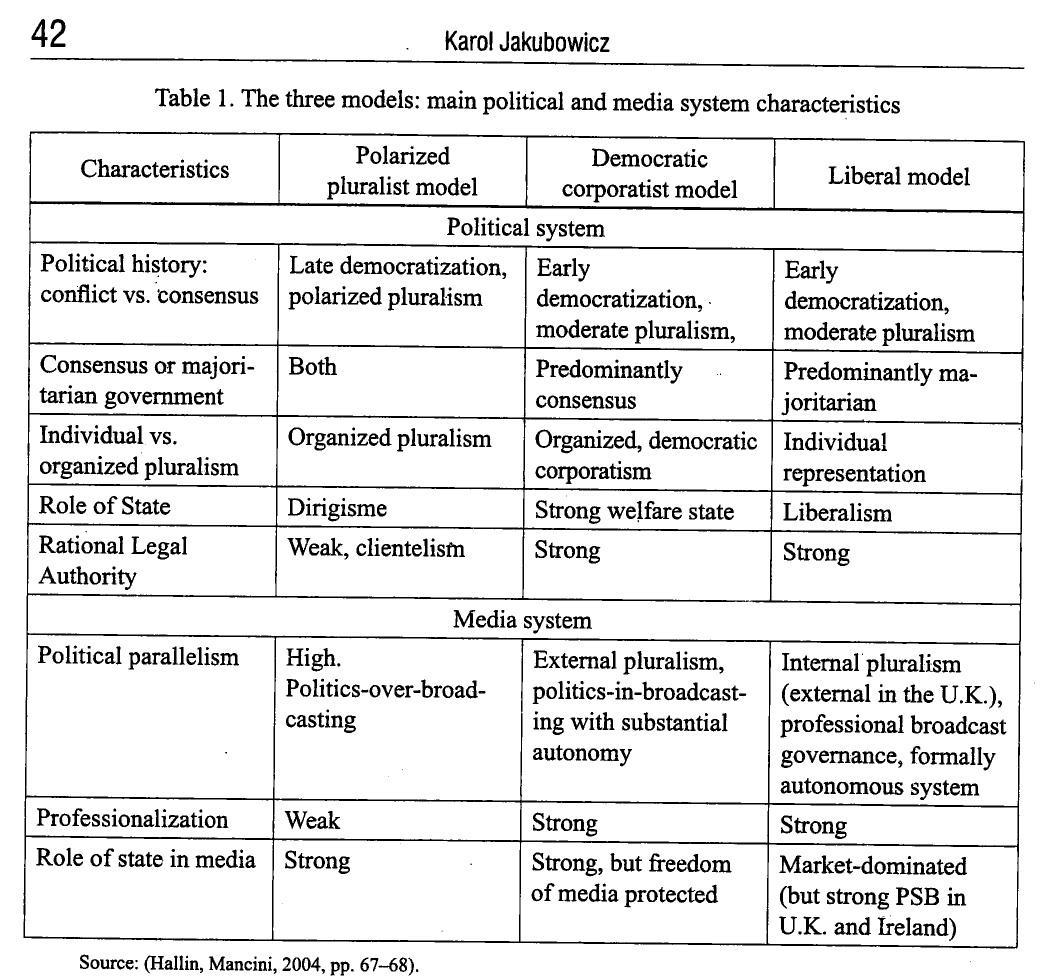 42
Karol Jakubowicz
Table 1. The three models: main political and media system characteristics
Characteristics
Polarized
pluralist model
Democratic
corporatist model
Liberal model
Political system
Political history:
conflict vs. consensus
Late democratization,
polarized pluralism
Early
democratization,
moderate pluralism,
Early
democratization,
moderate pluralism
Consensus or majori-
tarian government
Both
Predominantly
consensus
Predominantly ma-
joritarian
Individual vs.
organized pluralism
Organized pluralism
Organized, democratic
corporatism
Individual
representation
Role of State
Dirigisme
Strong welfare state
Liberalism
Rational Legal
Authority
Weak, clientelism
Strong
Strong
Media system
Political parallelism
High.
Politics-over-broad-
casting
External pluralism,
politics-in-broadcast-
ing with substantial
autonomy
Internal pluralism
(external in the U.K.),
professional broadcast
governance, formally
autonomous system
Professionalization
Weak
Strong
Strong
Role of state in media
Strong
Strong, but freedom
of media protected
Market-dominated
(but strong PSB in
U.K. and Ireland)
Source: (Hallin, Mancini, 2004, pp. 67–68).